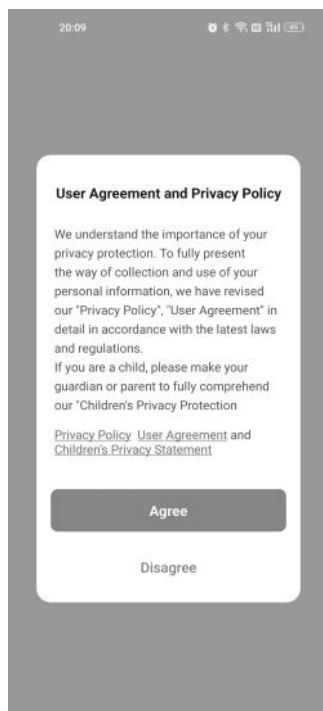 20:09
User Agreement and Privacy Policy
We understand the importance of your
privacy protection. To fully present
the way of collection and use of your
personal information, we have revised
our "Privacy Policy", "User Agreement" in
detail in accordance with the latest laws
and regulations.
If you are a child, please make your
guardian or parent to fully comprehend
our "Children's Privacy Protection
Privacy Policy User Agreement and
Children's Privacy Statement
Agree
Disagree